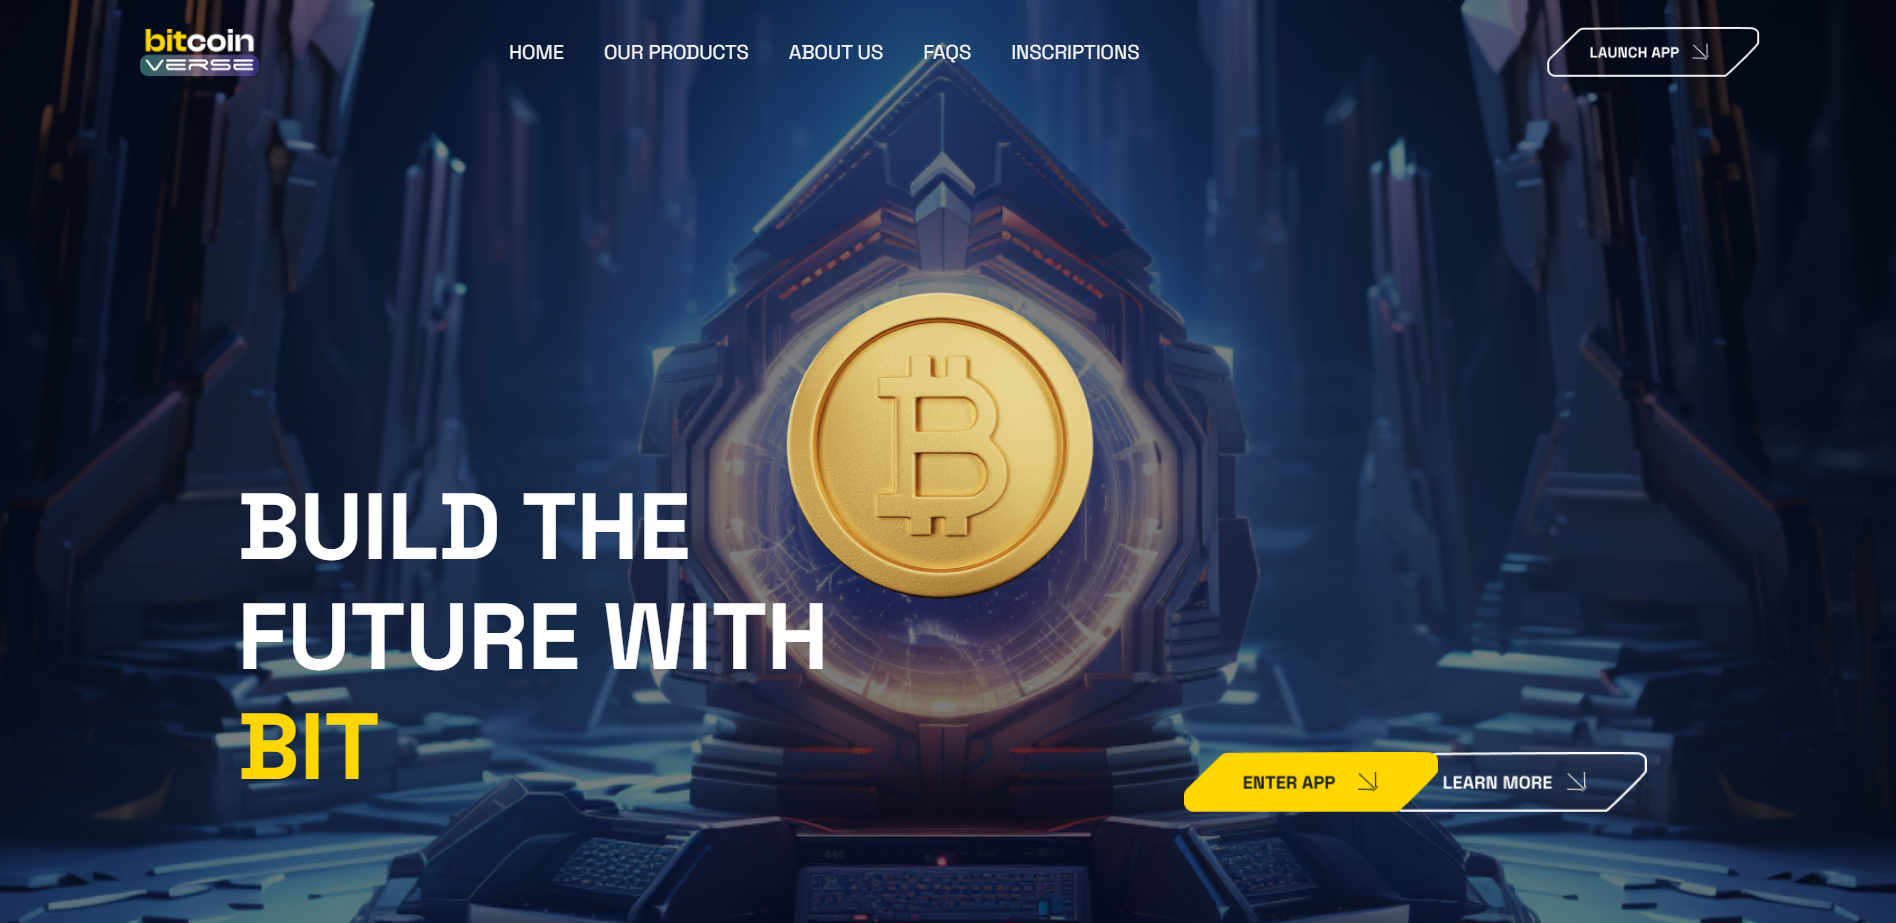 bitcoin
VERSE
HOME
OUR PRODUCTS
ABOUT US
FAQS
INSCRIPTIONS
LAUNCH APP
BUILD THE
FUTURE WITH
BIT
ENTER APP
LEARN MORE